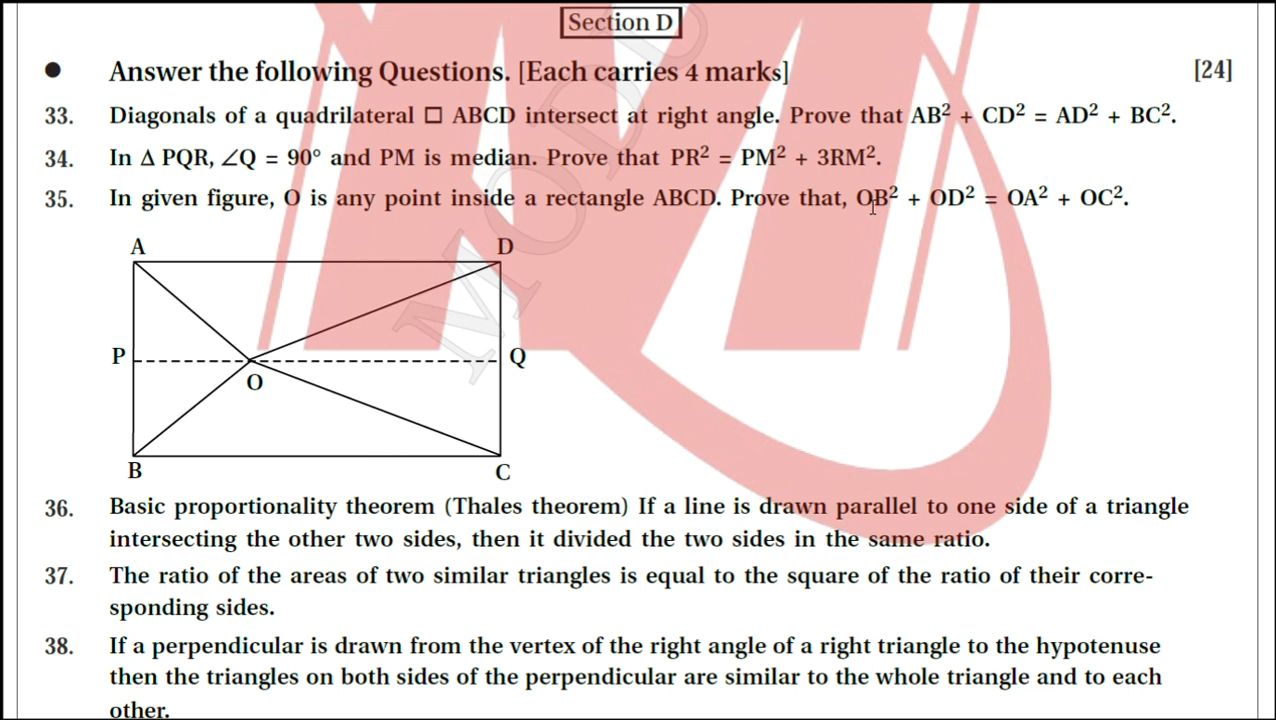 Section D
● Answer the following Questions. [Each carries 4 marks] [24]
33. Diagonals of a quadrilateral □ ABCD intersect at right angle. Prove that AB² + CD² = AD² + BC².
34. In Δ PQR, ∠Q = 90° and PM is median. Prove that PR² = PM² + 3RM².
35. In given figure, O is any point inside a rectangle ABCD. Prove that, OB² + OD² = OA² + OC².
A D
P Q
O
B C
36. Basic proportionality theorem (Thales theorem) If a line is drawn parallel to one side of a triangle
intersecting the other two sides, then it divided the two sides in the same ratio.
37. The ratio of the areas of two similar triangles is equal to the square of the ratio of their corre-
sponding sides.
38. If a perpendicular is drawn from the vertex of the right angle of a right triangle to the hypotenuse
then the triangles on both sides of the perpendicular are similar to the whole triangle and to each
other.